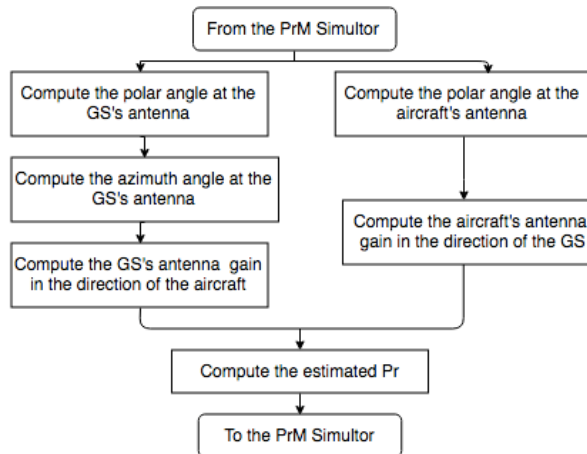 From the PrM Simultor
Compute the polar angle at the
GS's antenna
Compute the polar angle at the
aircraft's antenna
Compute the azimuth angle at the
GS's antenna
Compute the aircraft's antenna
gain in the direction of the GS
Compute the GS's antenna gain
in the direction of the aircraft
Compute the estimated Pr
To the PrM Simultor